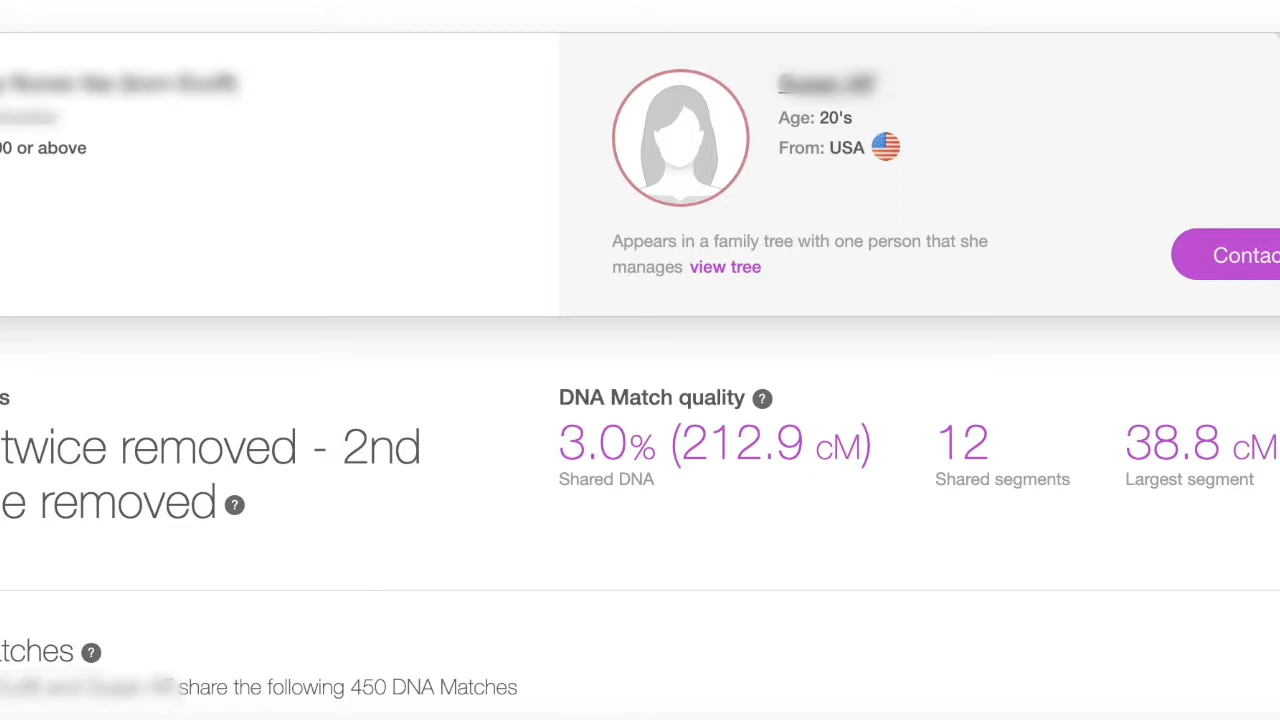 00 or above
Age: 20's
From: USA
Appears in a family tree with one person that she
manages view tree
Contac
s
DNA Match quality ?
twice removed - 2nd
e removed ?
3.0% (212.9 cM)
Shared DNA
12
Shared segments
38.8 cM
Largest segment
tches ?
share the following 450 DNA Matches